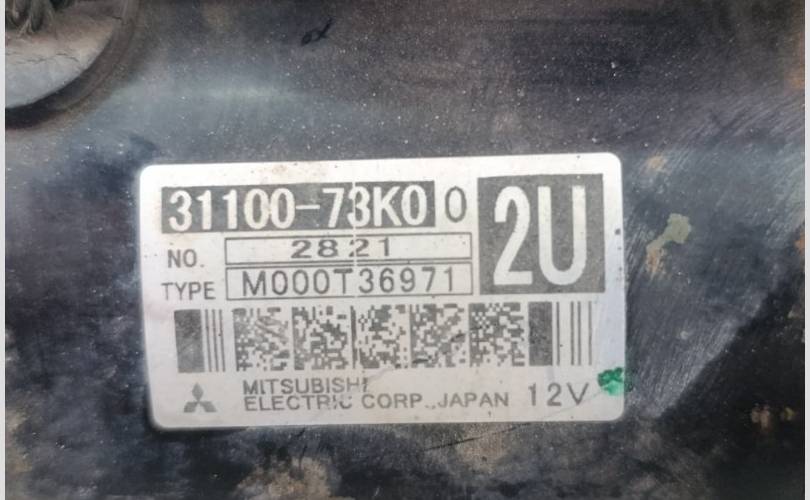 31100-73K0 0
2U
NO. 2821
TYPE M000T36971
MITSUBISHI
ELECTRIC CORP.,JAPAN 12V